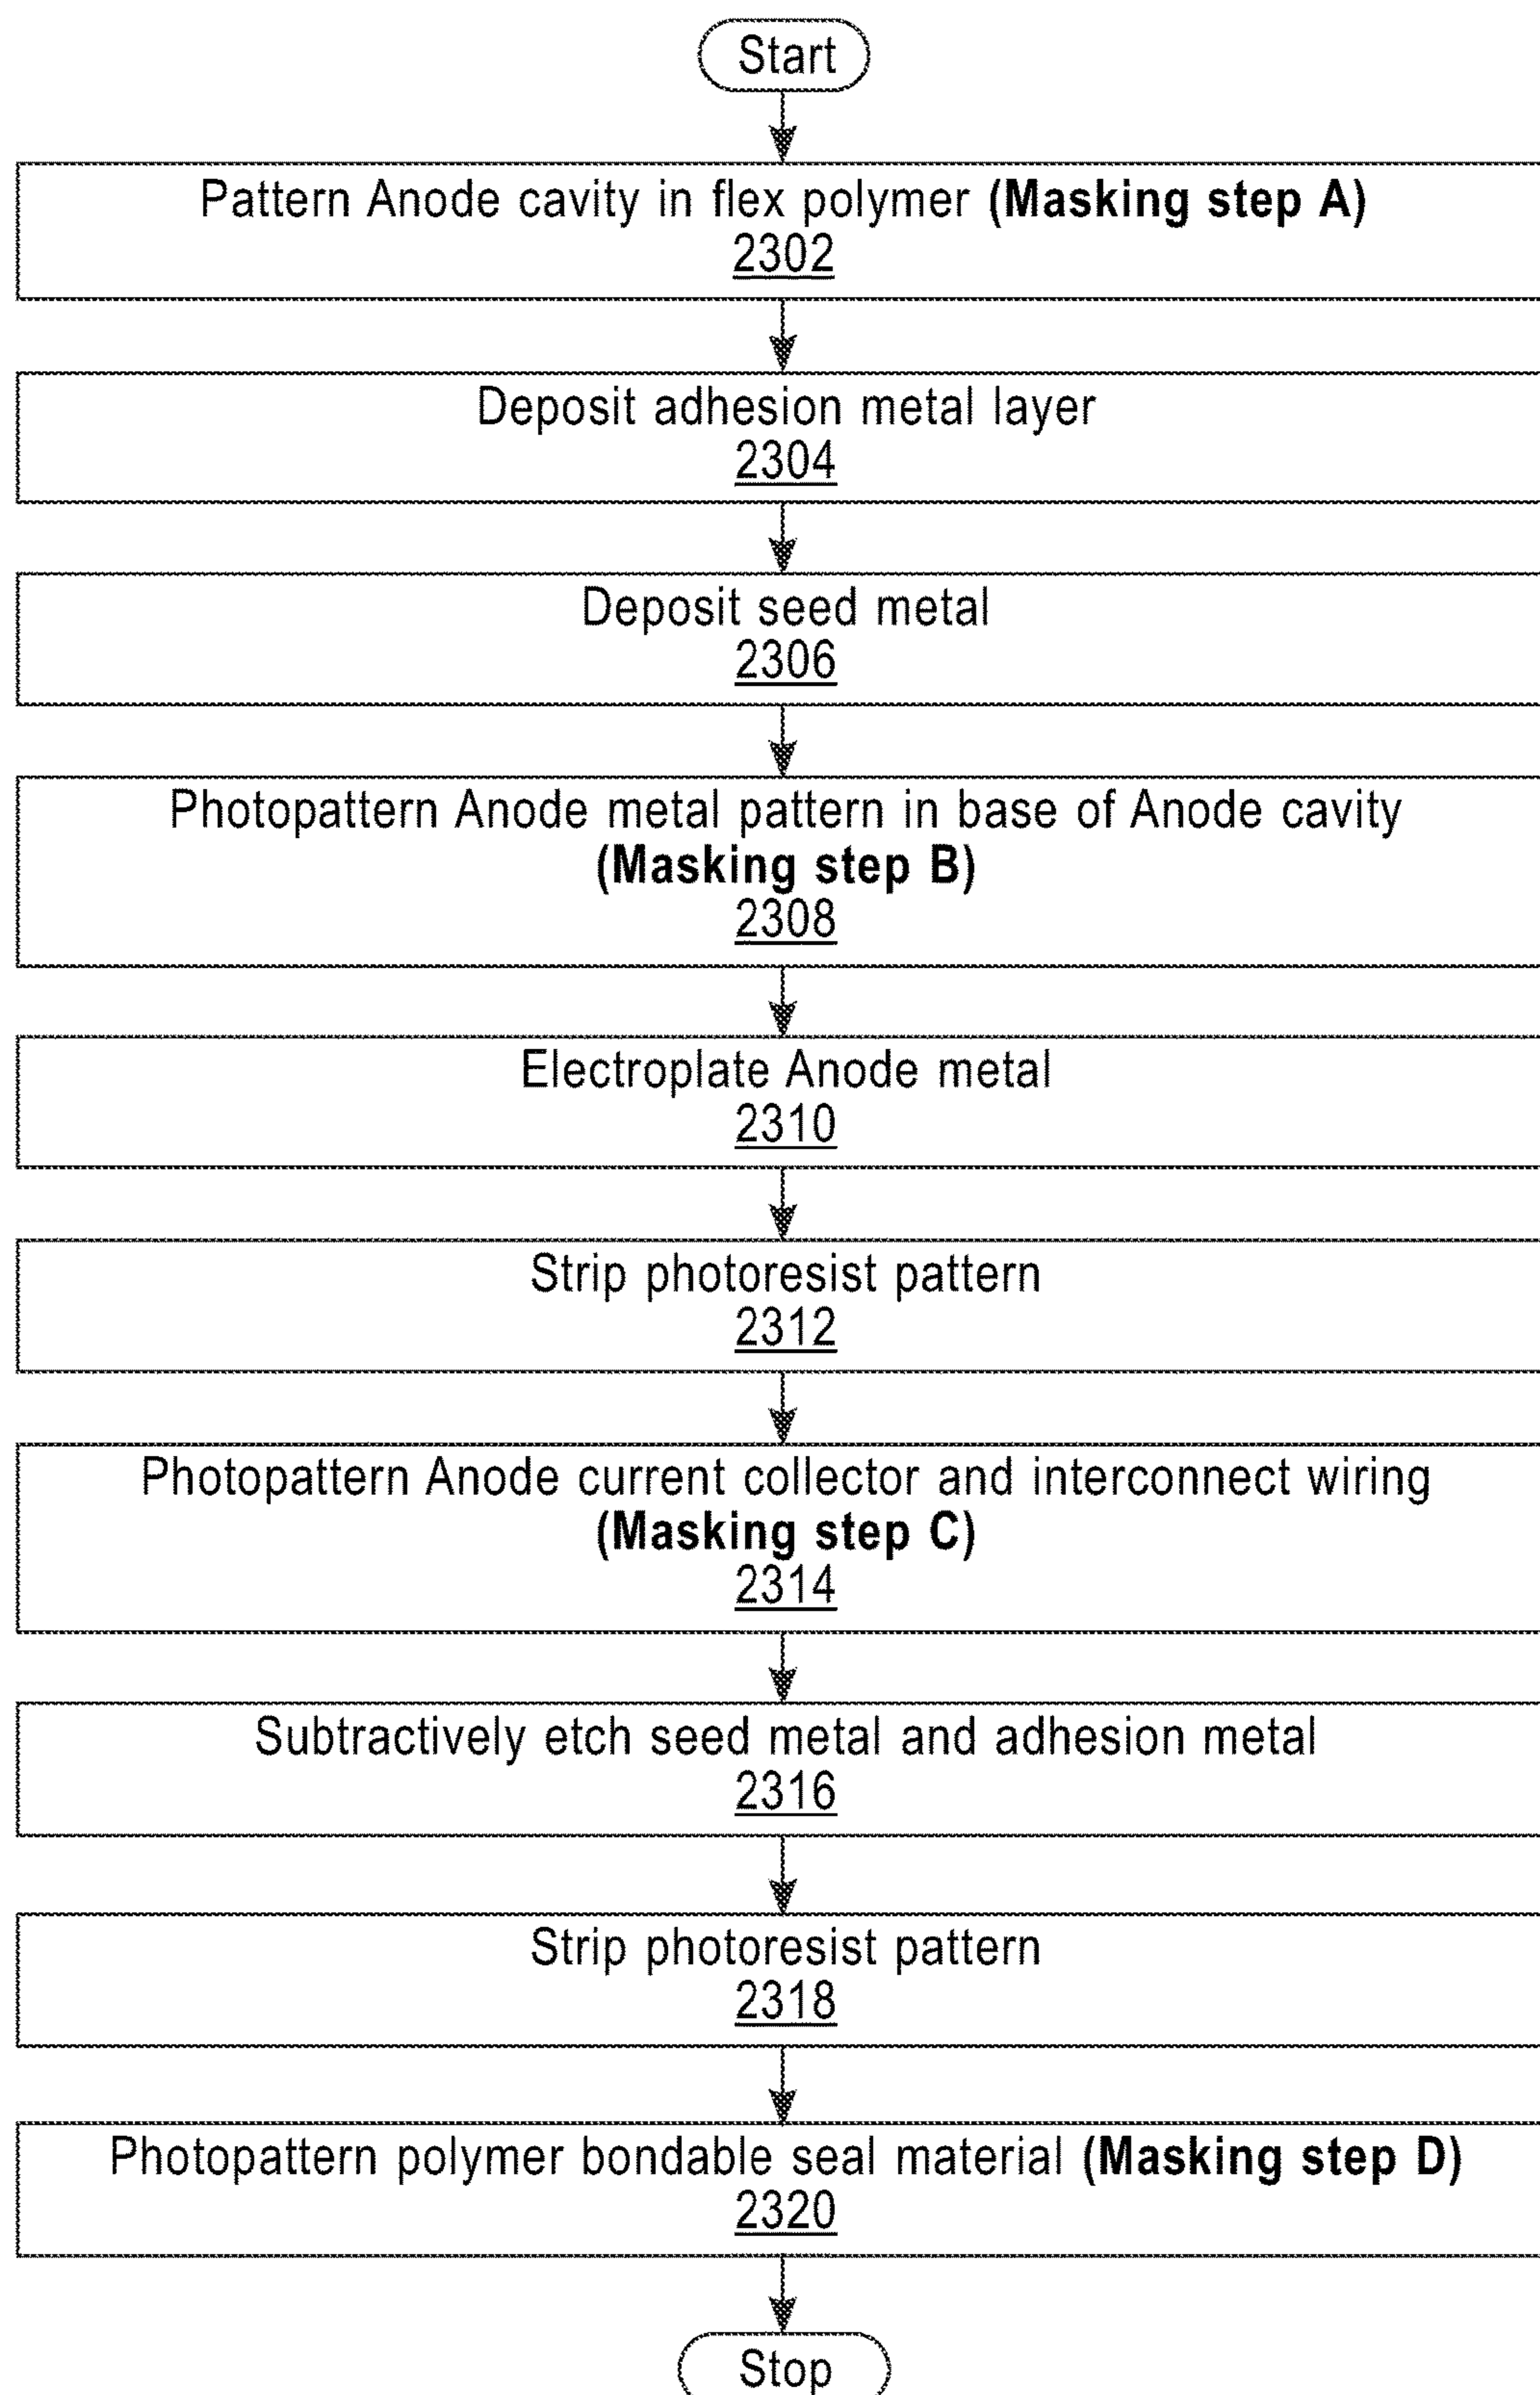 Start
Pattern Anode cavity in flex polymer (Masking step A)
2302
Deposit adhesion metal layer
2304
Deposit seed metal
2306
Photopattern Anode metal pattern in base of Anode cavity
(Masking step B)
2308
Electroplate Anode metal
2310
Strip photoresist pattern
2312
Photopattern Anode current collector and interconnect wiring
(Masking step C)
2314
Subtractively etch seed metal and adhesion metal
2316
Strip photoresist pattern
2318
Photopattern polymer bondable seal material (Masking step D)
2320
Stop